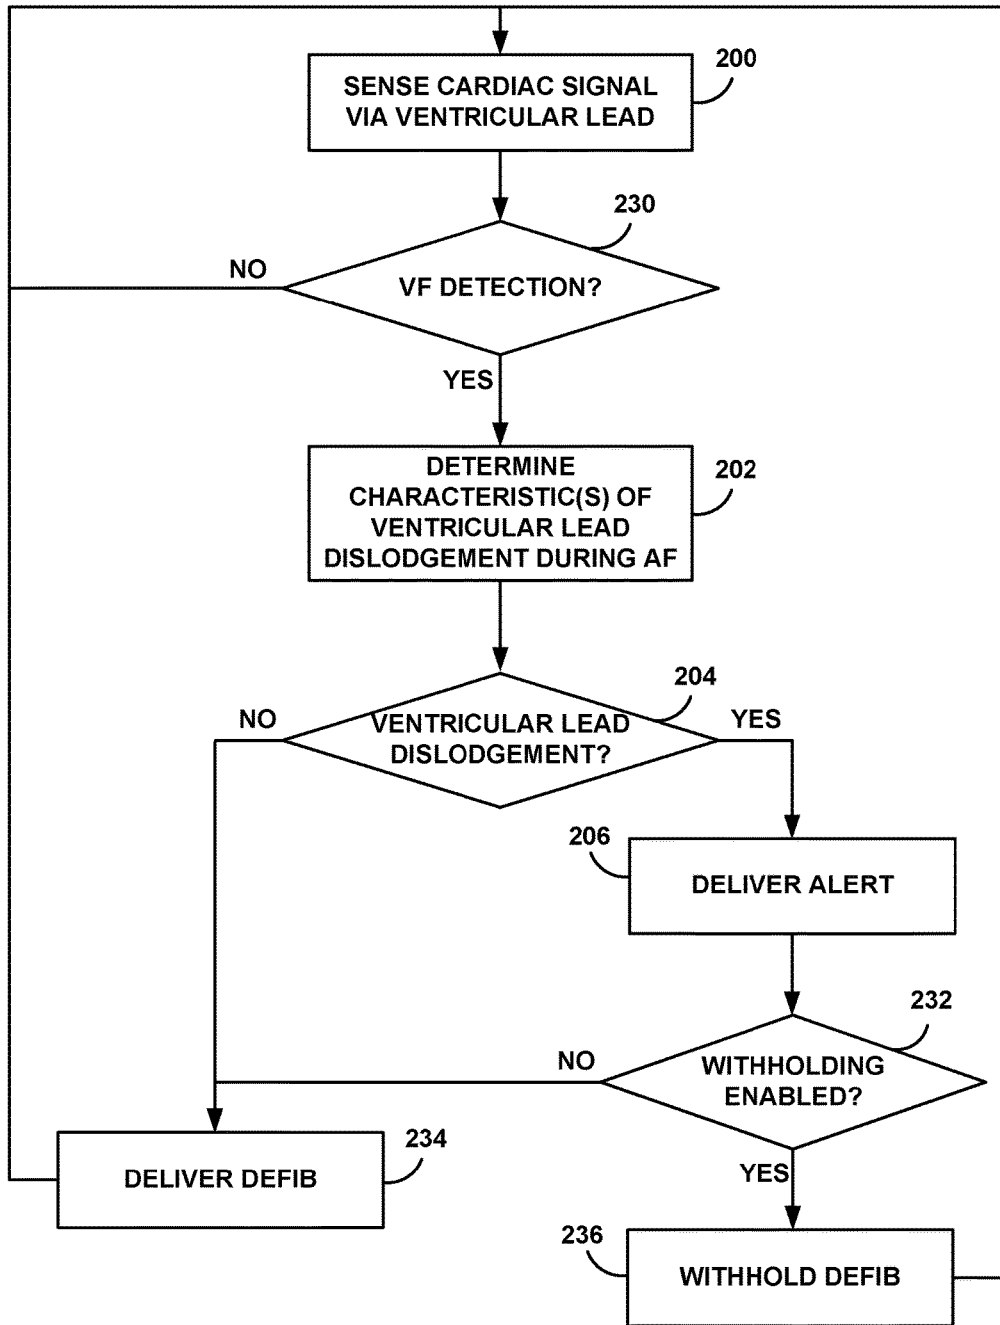 200
SENSE CARDIAC SIGNAL
VIA VENTRICULAR LEAD
230
NO
VF DETECTION?
YES
DETERMINE
CHARACTERISTIC(S) OF
VENTRICULAR LEAD
DISLODGEMENT DURING AF
202
204
NO
VENTRICULAR LEAD
DISLODGEMENT?
YES
206
DELIVER ALERT
232
NO
WITHHOLDING
ENABLED?
234
DELIVER DEFIB
YES
236
WITHHOLD DEFIB